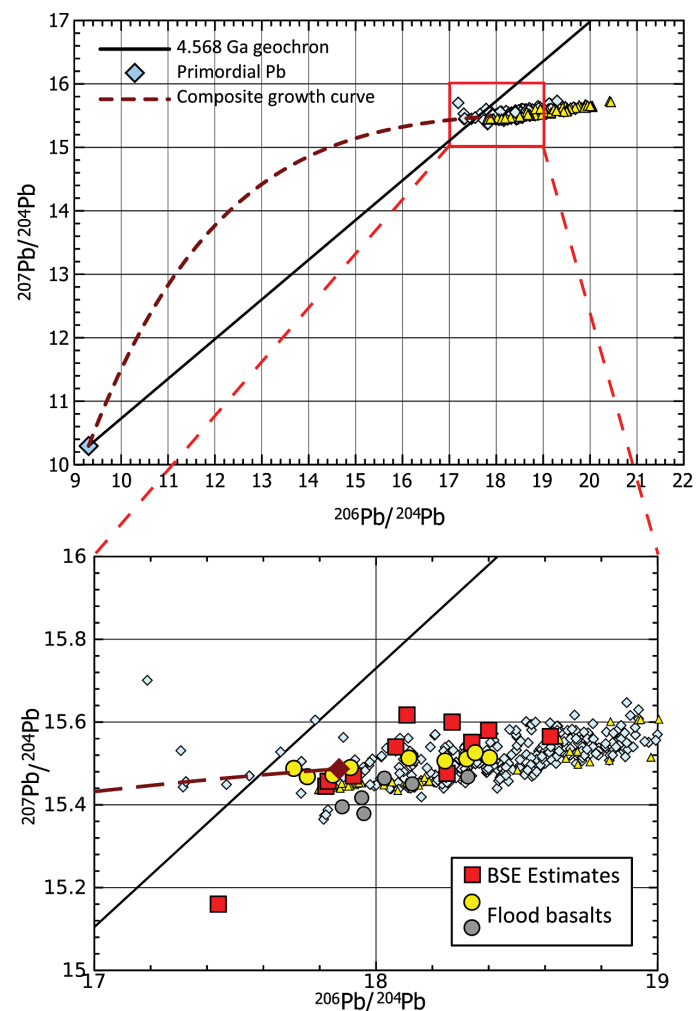 17
16
15
14
13
12
11
10
4.568 Ga geochron
Primordial Pb
Composite growth curve
207Pb/204Pb
9 10 11 12 13 14 15 16 17 18 19 20 21 22
206Pb/204Pb
16
15.8
15.6
15.4
15.2
15
207Pb,204Pb
BSE Estimates
Flood basalts
17 18 19
206Pb/204Pb